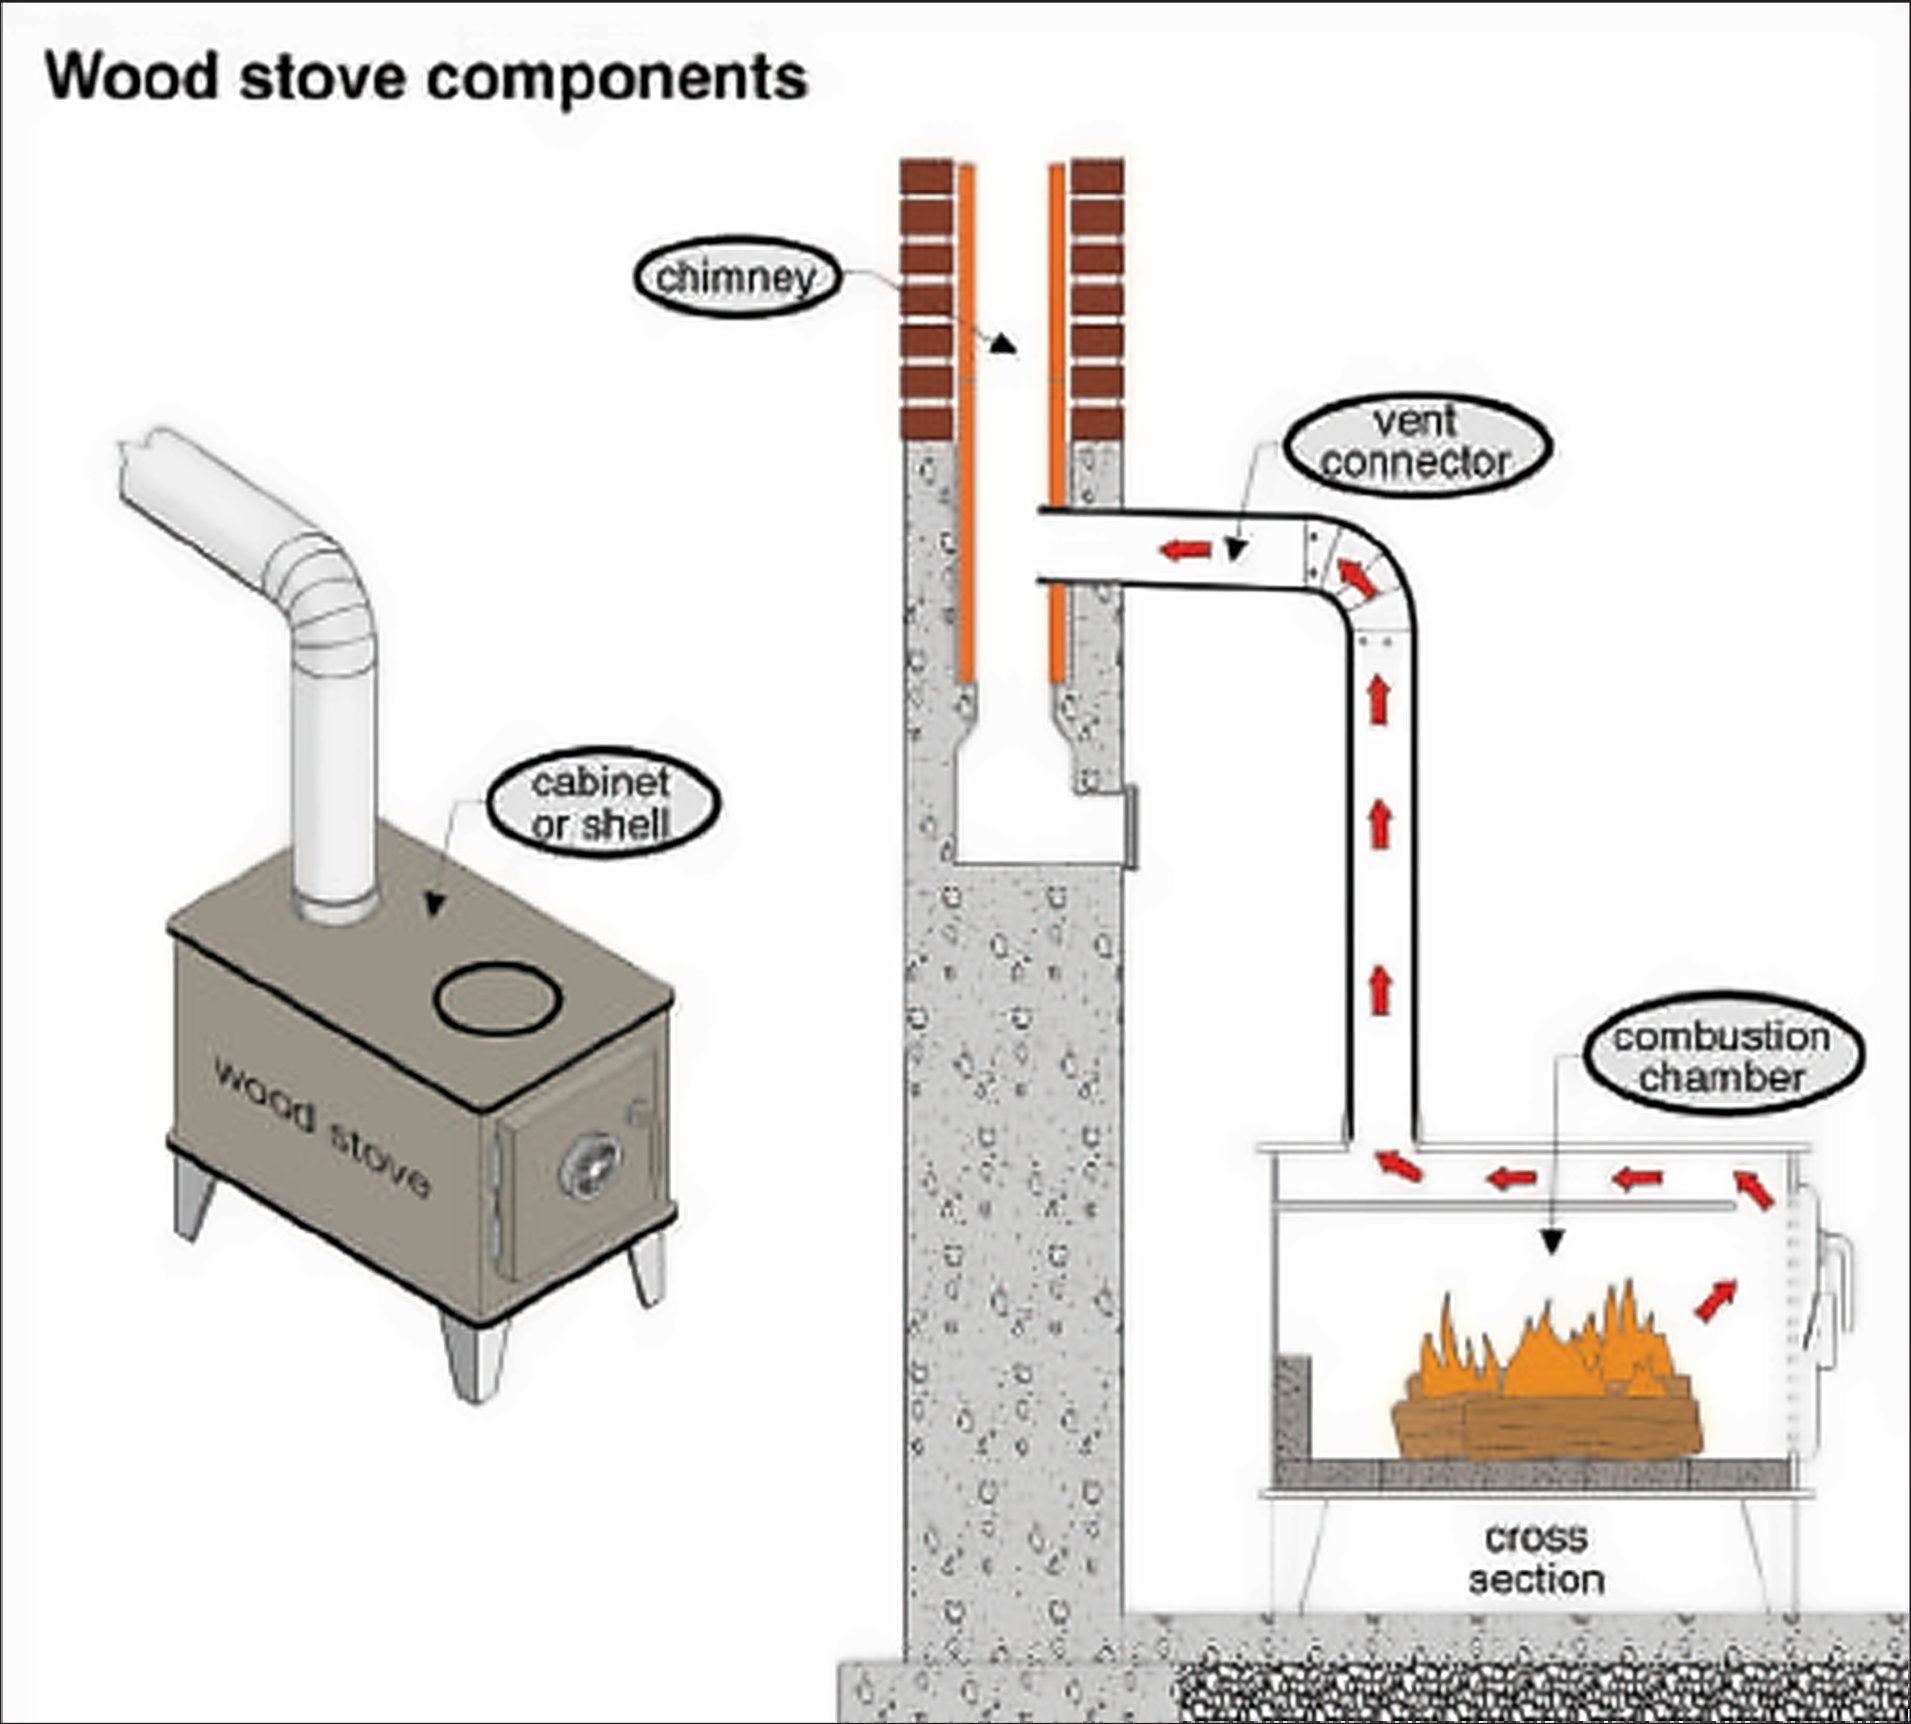 Wood stove components
chimney
vent
connector
cabinet
or shell
wood stove
combustion
chamber
cross
section